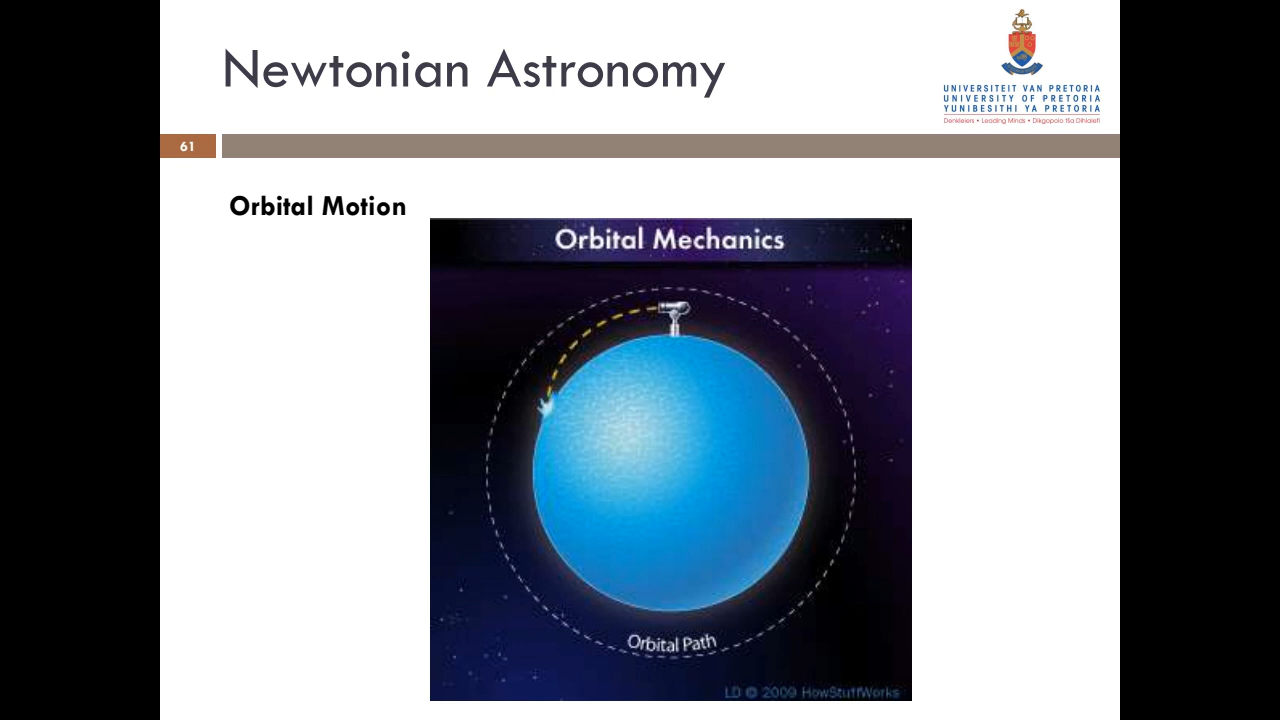 Newtonian Astronomy
UNIVERSITEIT VAN PRETORIA
UNIVERSITY OF PRETORIA
YUNIBESITHI YA PRETORIA
Denkleiers • Leading Minds • Dikgopolo tša Dihlalefi
61
Orbital Motion
Orbital Mechanics
Orbital Path
LD © 2009 HowStuffWorks